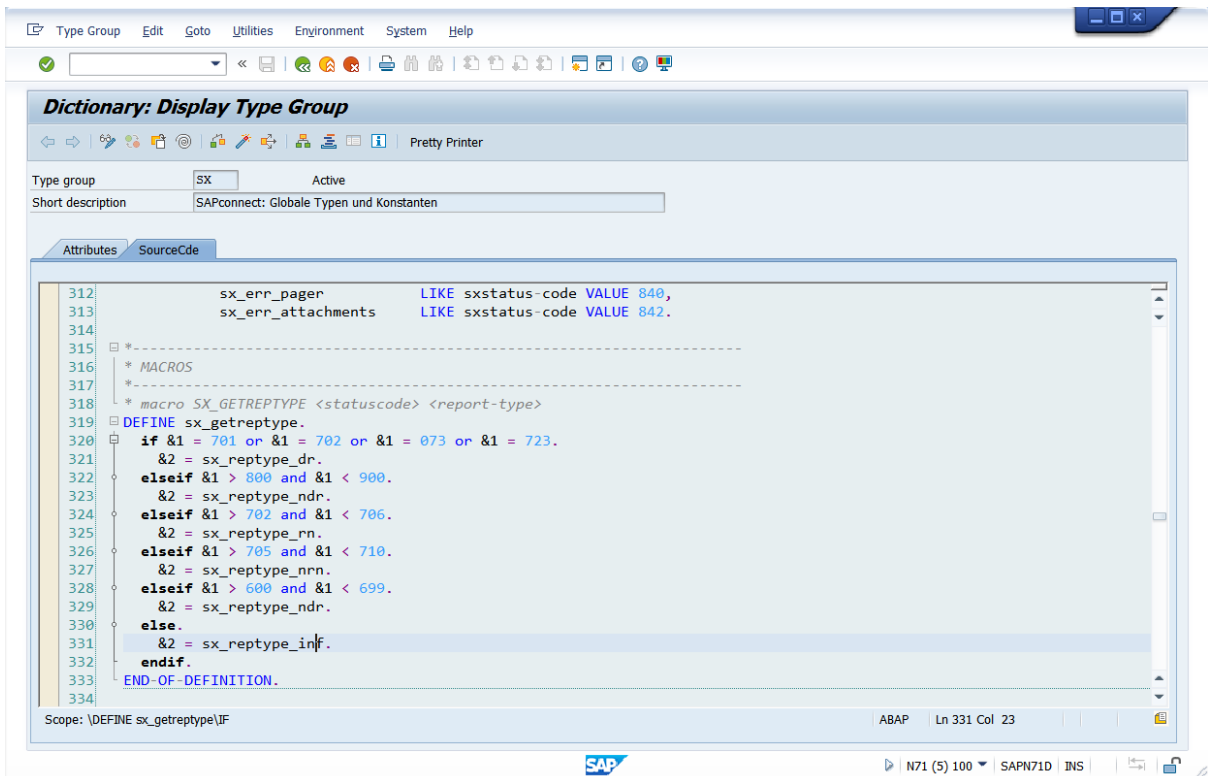 Type Group Edit Goto Utilities Environment System Help
Dictionary: Display Type Group
Pretty Printer
Type group SX Active
Short description SAPconnect: Globale Typen und Konstanten
Attributes SourceCde
312 sx_err_pager LIKE sxstatus-code VALUE 840,
313 sx_err_attachments LIKE sxstatus-code VALUE 842.
314
315 *----------------------------------------------------------------------
316 * MACROS
317 *----------------------------------------------------------------------
318 * macro SX_GETREPTYPE <statuscode> <report-type>
319 DEFINE sx_getreptype.
320 if &1 = 701 or &1 = 702 or &1 = 073 or &1 = 723.
321 &2 = sx_reptype_dr.
322 elseif &1 > 800 and &1 < 900.
323 &2 = sx_reptype_ndr.
324 elseif &1 > 702 and &1 < 706.
325 &2 = sx_reptype_rn.
326 elseif &1 > 705 and &1 < 710.
327 &2 = sx_reptype_nrn.
328 elseif &1 > 600 and &1 < 699.
329 &2 = sx_reptype_ndr.
330 else.
331 &2 = sx_reptype_inf.
332 endif.
333 END-OF-DEFINITION.
334
Scope: \DEFINE sx_getreptype\IF ABAP Ln 331 Col 23
SAP N71 (5) 100 SAPN71D INS